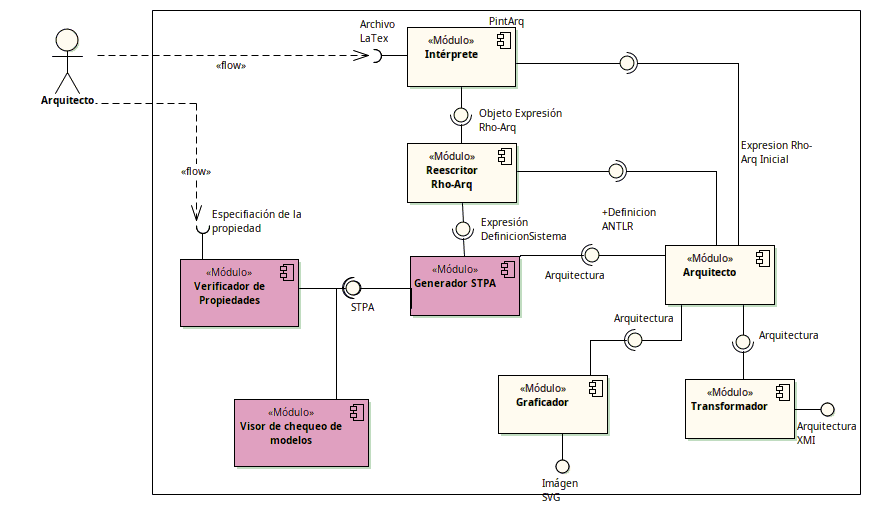 PintArq
Archivo
LaTex
«Módulo»
Intérprete
«flow»
Arquitecto
Objeto Expresión
Rho-Arq
Expresion Rho-
Arq Inicial
«Módulo»
Reescritor
Rho-Arq
«flow»
Especifiación de la
propiedad
Expresión
DefinicionSistema
+Definicion
ANTLR
«Módulo»
Verificador de
Propiedades
«Módulo»
Generador STPA
Arquitectura
«Módulo»
Arquitecto
STPA
Arquitectura
Arquitectura
«Módulo»
Visor de chequeo de
modelos
«Módulo»
Graficador
«Módulo»
Transformador
Arquitectura
XMI
Imágen
SVG